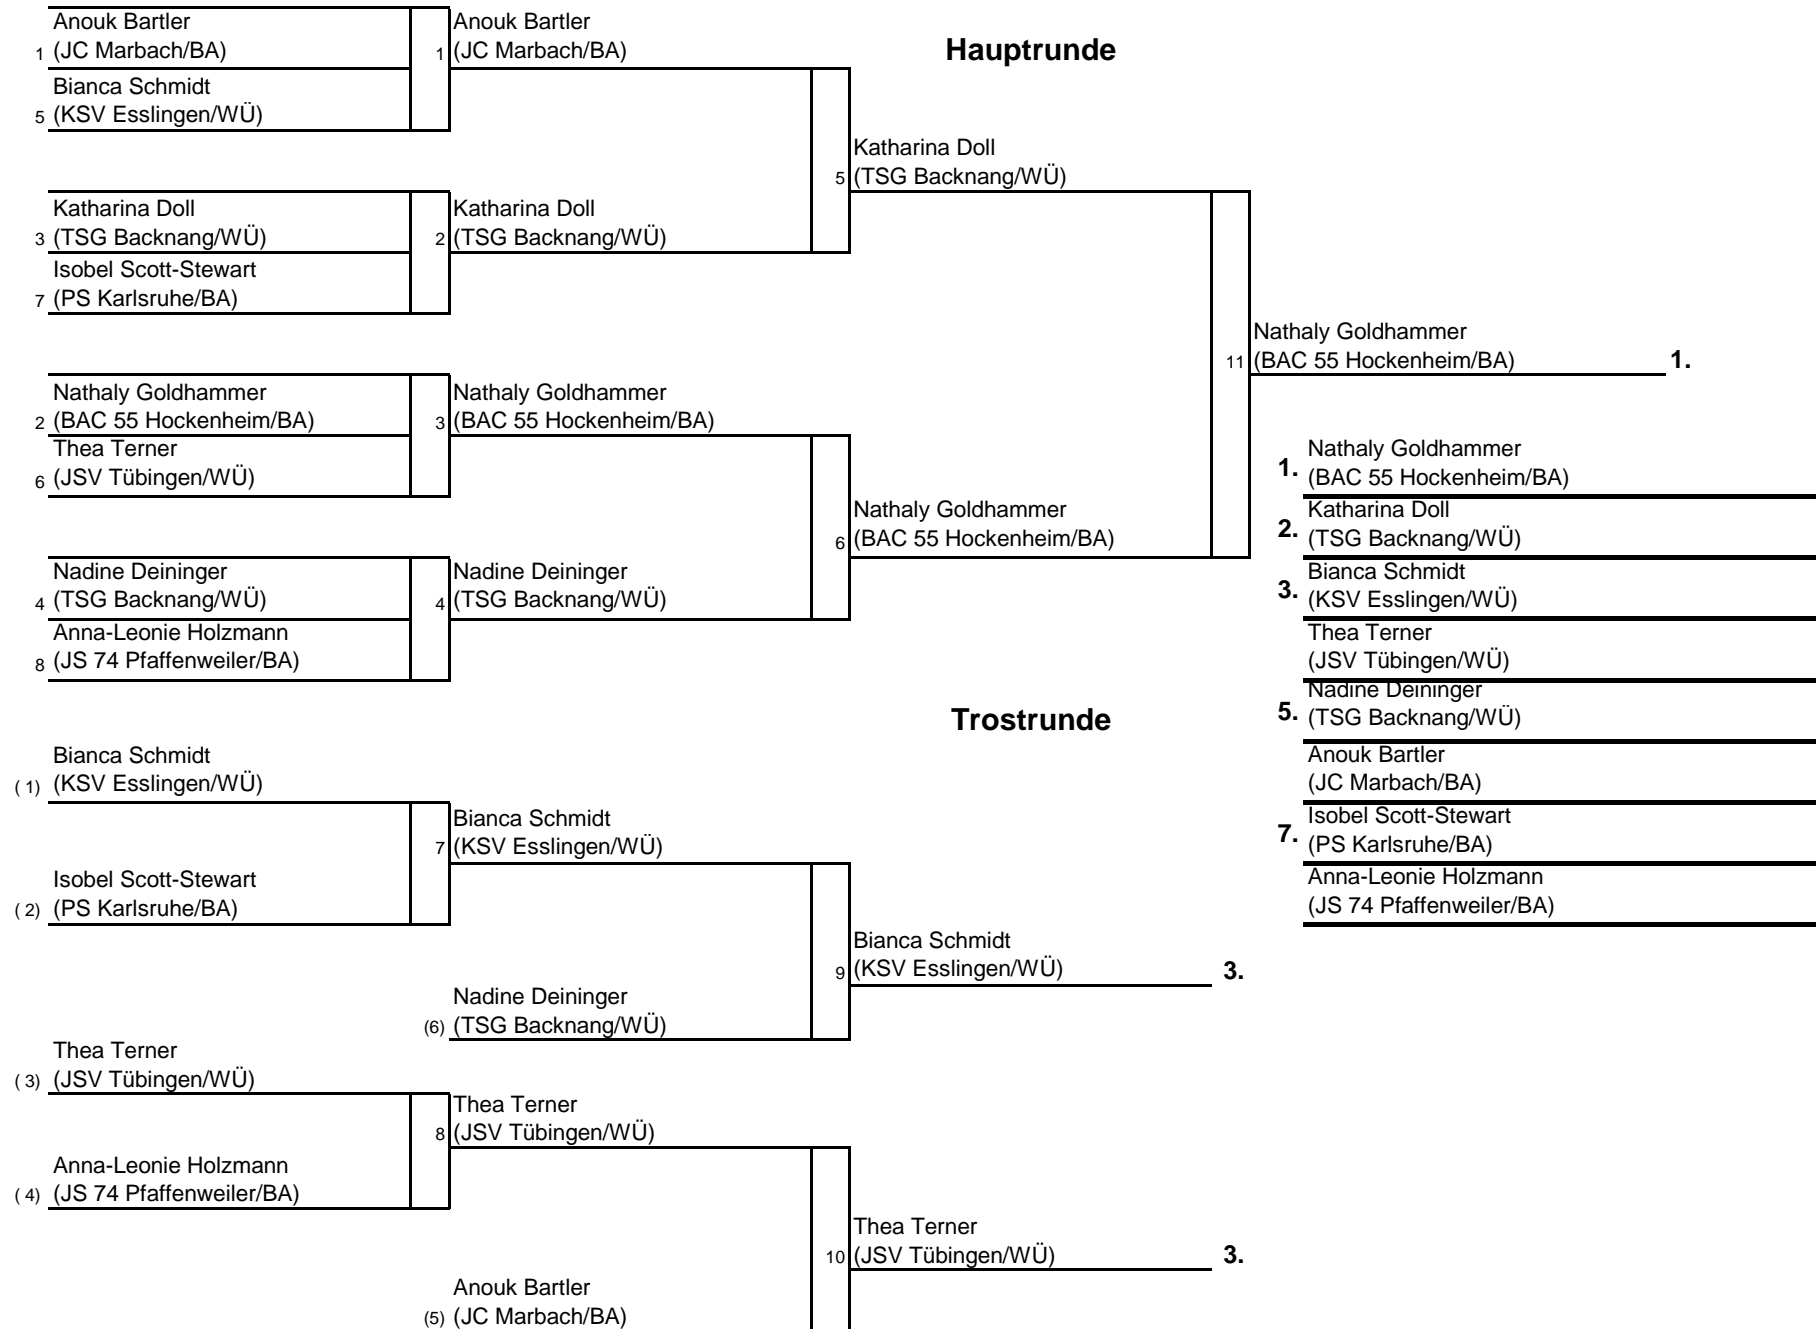 Hauptrunde
Anouk Bartler
1 (JC Marbach/BA)
Bianca Schmidt
5 (KSV Esslingen/WÜ)
Katharina Doll
3 (TSG Backnang/WÜ)
Isobel Scott-Stewart
7 (PS Karlsruhe/BA)
Nathaly Goldhammer
2 (BAC 55 Hockenheim/BA)
Thea Terner
6 (JSV Tübingen/WÜ)
Nadine Deininger
4 (TSG Backnang/WÜ)
Anna-Leonie Holzmann
8 (JS 74 Pfaffenweiler/BA)
Anouk Bartler
1 (JC Marbach/BA)
Katharina Doll
2 (TSG Backnang/WÜ)
Nathaly Goldhammer
3 (BAC 55 Hockenheim/BA)
Nadine Deininger
4 (TSG Backnang/WÜ)
Katharina Doll
5 (TSG Backnang/WÜ)
Nathaly Goldhammer
6 (BAC 55 Hockenheim/BA)
Nathaly Goldhammer
11 (BAC 55 Hockenheim/BA) 1.
Nathaly Goldhammer
1. (BAC 55 Hockenheim/BA)
Katharina Doll
2. (TSG Backnang/WÜ)
Bianca Schmidt
3. (KSV Esslingen/WÜ)
Thea Terner
(JSV Tübingen/WÜ)
Nadine Deininger
5. (TSG Backnang/WÜ)
Anouk Bartler
(JC Marbach/BA)
Isobel Scott-Stewart
7. (PS Karlsruhe/BA)
Anna-Leonie Holzmann
(JS 74 Pfaffenweiler/BA)
Trostrunde
Bianca Schmidt
( 1) (KSV Esslingen/WÜ)
Isobel Scott-Stewart
( 2) (PS Karlsruhe/BA)
Thea Terner
( 3) (JSV Tübingen/WÜ)
Anna-Leonie Holzmann
( 4) (JS 74 Pfaffenweiler/BA)
Bianca Schmidt
7 (KSV Esslingen/WÜ)
Nadine Deininger
(6) (TSG Backnang/WÜ)
Thea Terner
8 (JSV Tübingen/WÜ)
Anouk Bartler
(5) (JC Marbach/BA)
Bianca Schmidt
9 (KSV Esslingen/WÜ) 3.
Thea Terner
10 (JSV Tübingen/WÜ) 3.